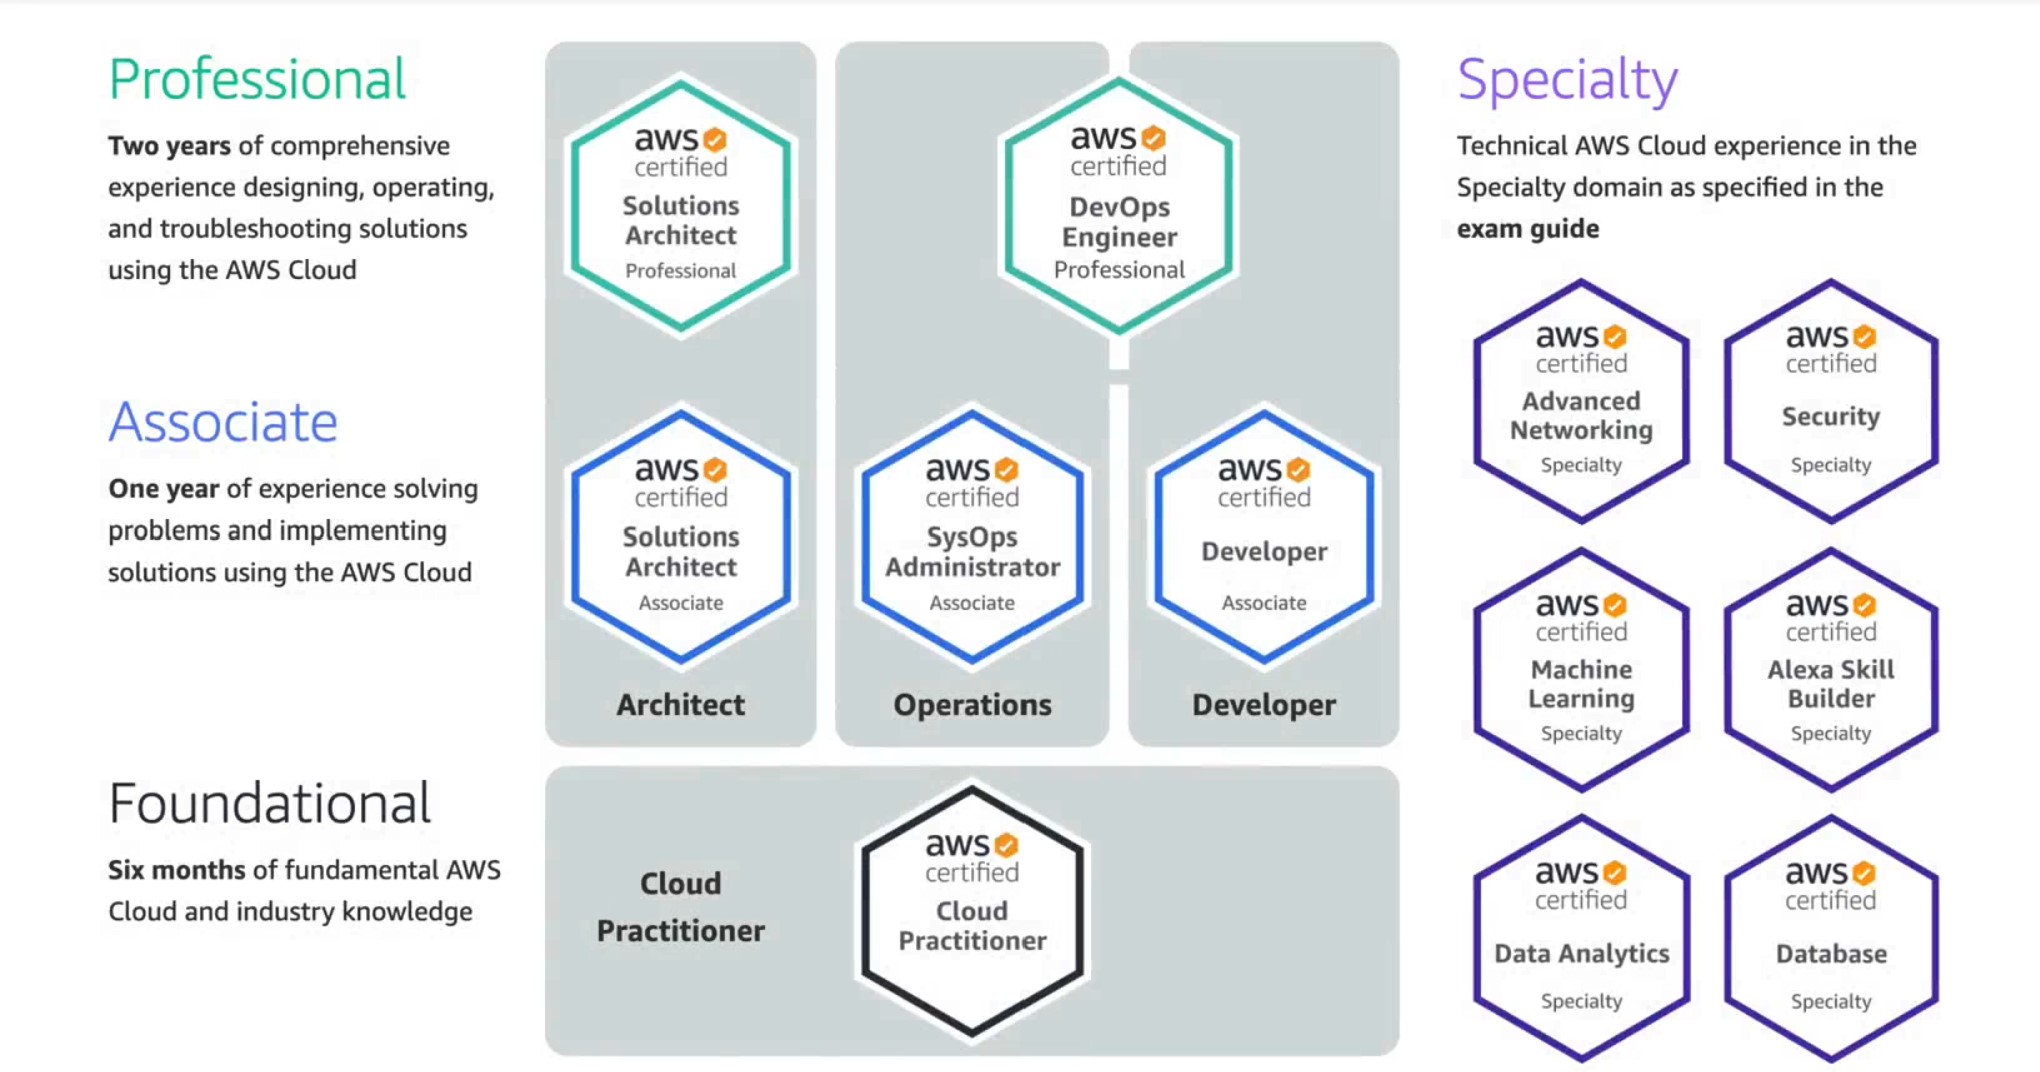 Professional
Two years of comprehensive
experience designing, operating,
and troubleshooting solutions
using the AWS Cloud
aws
certified
Solutions
Architect
Professional
aws
certified
DevOps
Engineer
Professional
Associate
One year of experience solving
problems and implementing
solutions using the AWS Cloud
aws
certified
Solutions
Architect
Associate
Architect
aws
certified
SysOps
Administrator
Associate
Operations
aws
certified
Developer
Associate
Developer
Foundational
Six months of fundamental AWS
Cloud and industry knowledge
Cloud
Practitioner
aws
certified
Cloud
Practitioner
Specialty
Technical AWS Cloud experience in the
Specialty domain as specified in the
exam guide
aws
certified
Advanced
Networking
Specialty
aws
certified
Security
Specialty
aws
certified
Machine
Learning
Specialty
aws
certified
Alexa Skill
Builder
Specialty
aws
certified
Data Analytics
Specialty
aws
certified
Database
Specialty